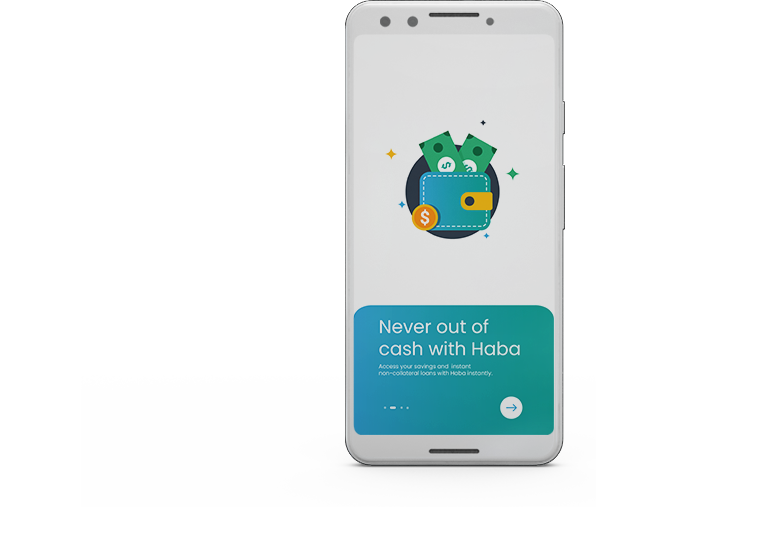 Never out of
cash with Haba
Access your savings and instant
non-collateral loans with Haba instantly.
$